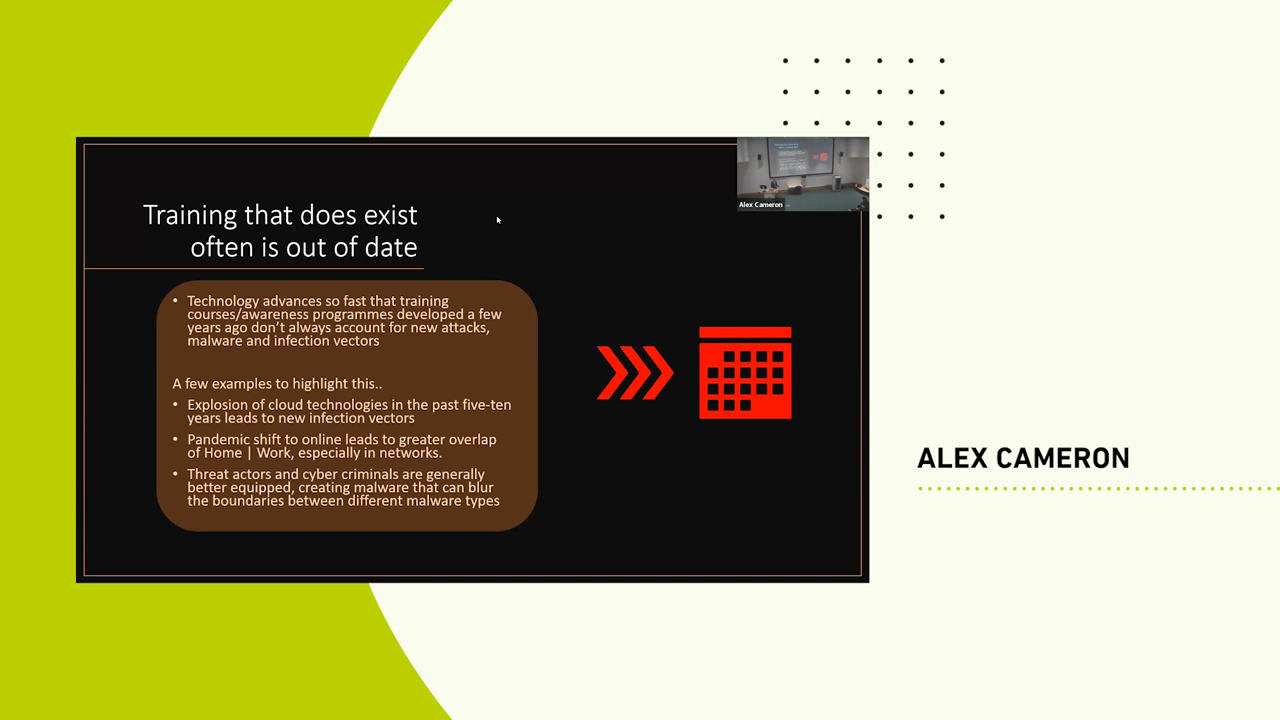 Training that does exist
often is out of date
Alex Cameron
• Technology advances so fast that training
courses/awareness programmes developed a few
years ago don't always account for new attacks,
malware and infection vectors
A few examples to highlight this..
• Explosion of cloud technologies in the past five-ten
years leads to new infection vectors
• Pandemic shift to online leads to greater overlap
of Home | Work, especially in networks.
• Threat actors and cyber criminals are generally
better equipped, creating malware that can blur
the boundaries between different malware types
ALEX CAMERON